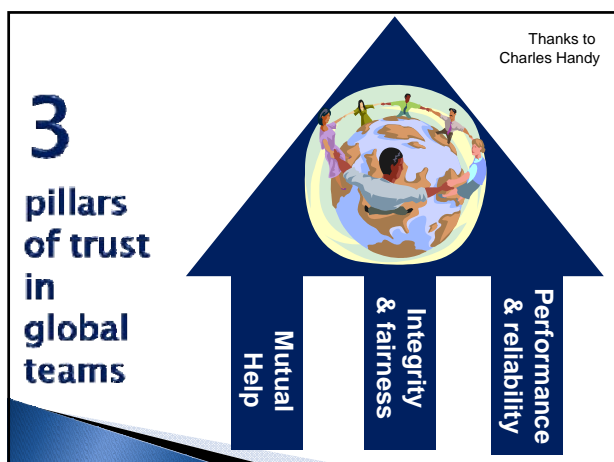 Thanks to
Charles Handy
3
pillars
of trust
in
global
teams
Mutual
Help
Integrity
& fairness
Performance
& reliability